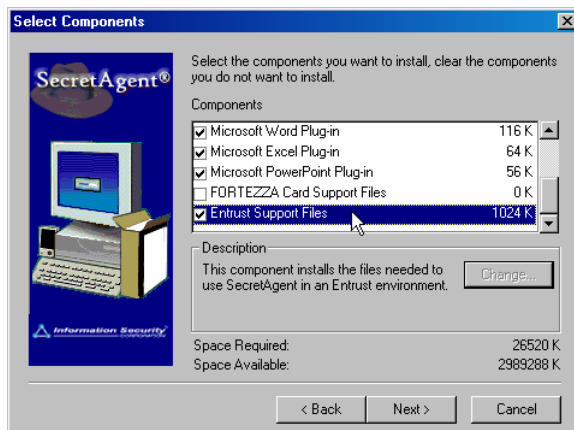 Select Components
SecretAgent®
Select the components you want to install, clear the components
you do not want to install.
Components
Microsoft Word Plug-in 116 K
Microsoft Excel Plug-in 64 K
Microsoft PowerPoint Plug-in 56 K
FORTEZZA Card Support Files 0 K
Entrust Support Files 1024 K
Description
This component installs the files needed to
use SecretAgent in an Entrust environment.
Change...
Information Security
CORPORATION
Space Required: 26520 K
Space Available: 2989288 K
< Back
Next >
Cancel